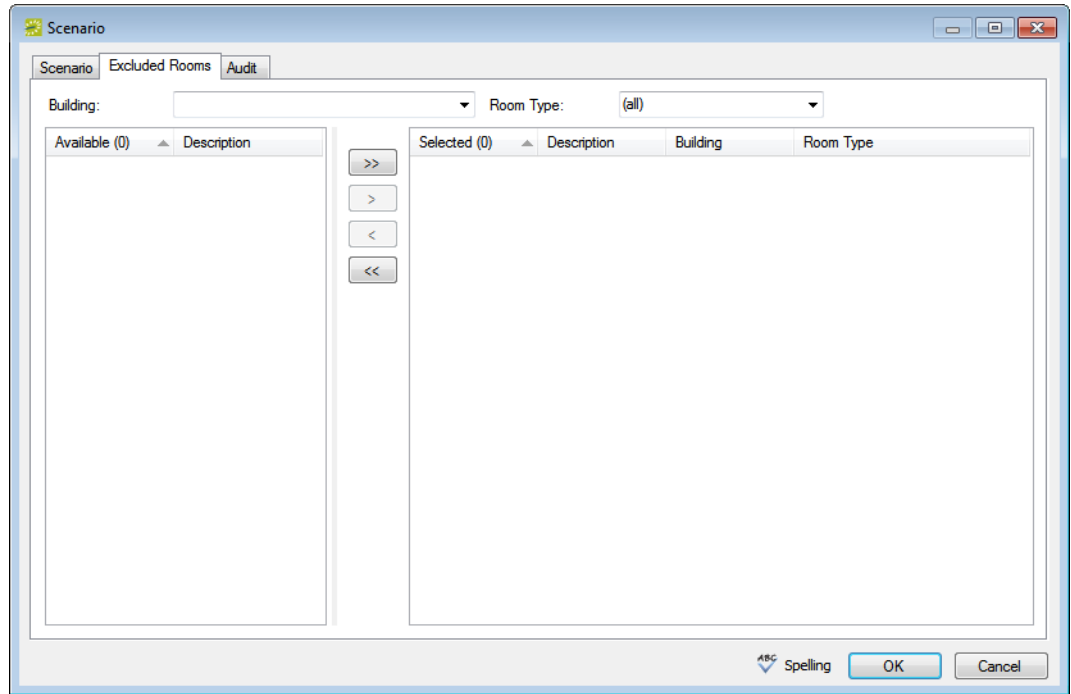 Scenario
Scenario Excluded Rooms Audit
Building: Room Type: (all)
Available (0) Description Selected (0) Description Building Room Type
>>
>
<
<<
ABC Spelling OK Cancel